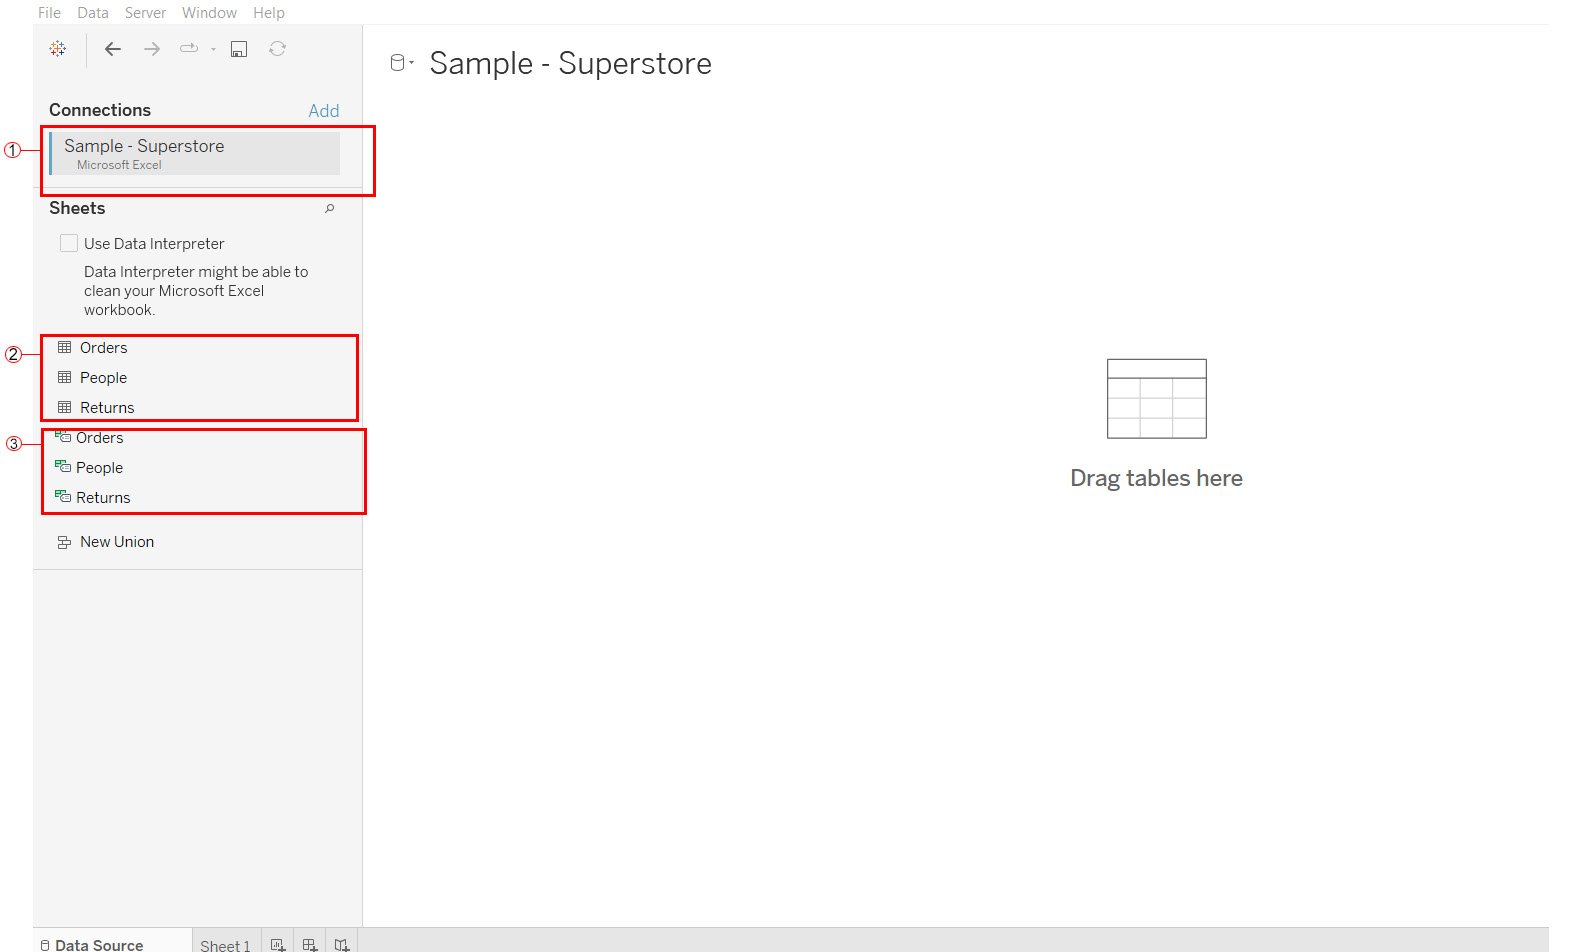 File Data Server Window Help
Sample - Superstore
Connections Add
① Sample - Superstore
Microsoft Excel
Sheets
Use Data Interpreter
Data Interpreter might be able to
clean your Microsoft Excel
workbook.
② Orders
People
Returns
③ Orders
People
Returns
New Union
Drag tables here
Data Source Sheet 1